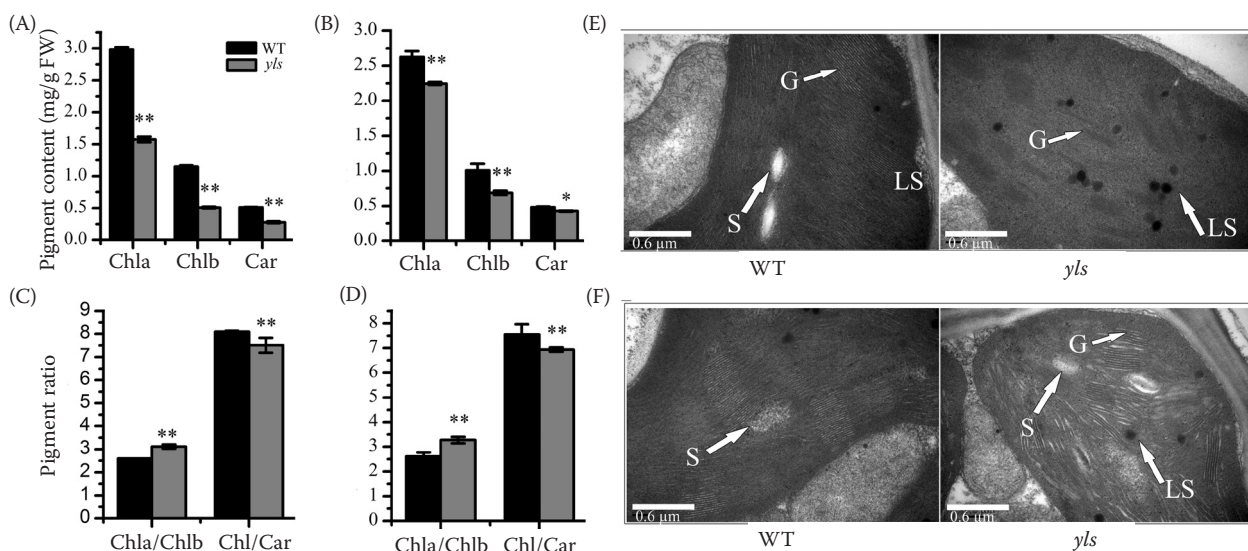 (A)
Pigment content (mg/g FW)
3.0
2.5
2.0
1.5
1.0
0.5
0.0
WT
yls
**
**
**
Chla Chlb Car
(B)
3.0
2.5
2.0
1.5
1.0
0.5
0.0
**
**
*
Chla Chlb Car
(C)
Pigment ratio
9
8
7
6
5
4
3
2
1
0
**
**
Chla/Chlb Chl/Car
(D)
8
7
6
5
4
3
2
1
0
**
**
Chla/Chlb Chl/Car
(E)
G
S
LS
0.6 µm
WT
G
LS
0.6 µm
yls
(F)
S
0.6 µm
WT
G
S
LS
0.6 µm
yls